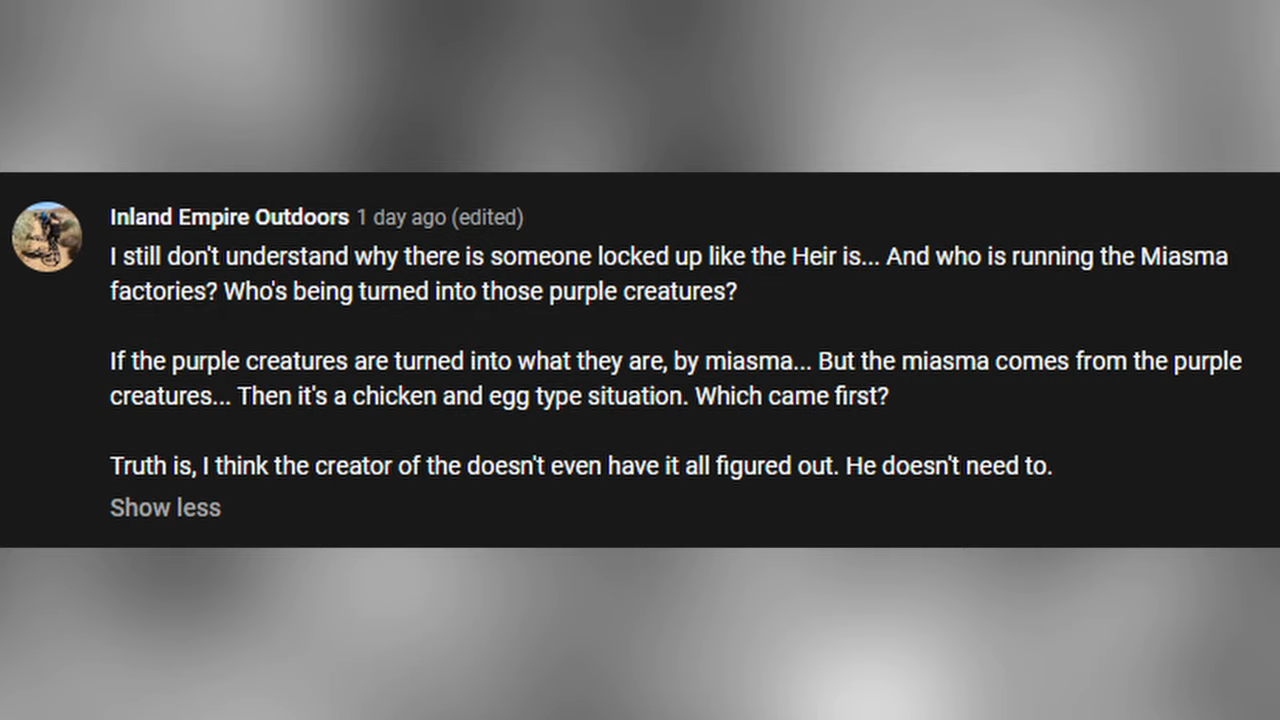 Inland Empire Outdoors 1 day ago (edited)
I still don't understand why there is someone locked up like the Heir is... And who is running the Miasma
factories? Who's being turned into those purple creatures?
If the purple creatures are turned into what they are, by miasma... But the miasma comes from the purple
creatures... Then it's a chicken and egg type situation. Which came first?
Truth is, I think the creator of the doesn't even have it all figured out. He doesn't need to.
Show less